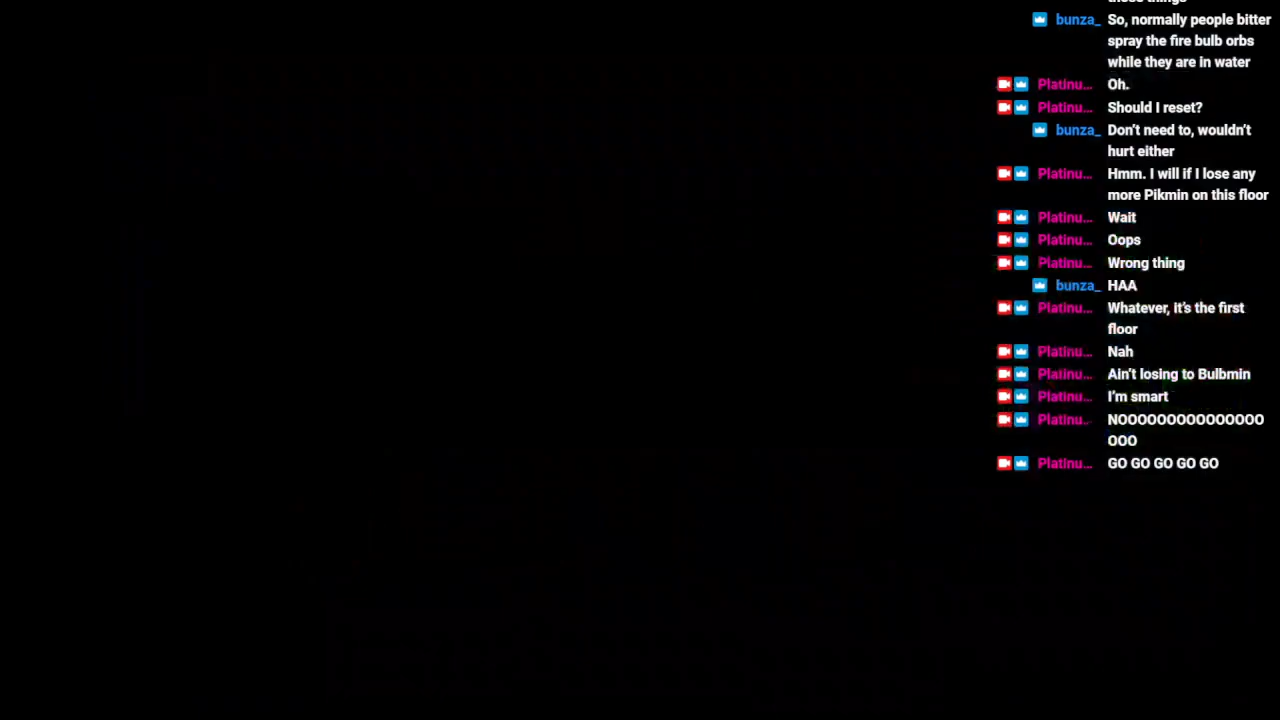 bunza_ So, normally people bitter
spray the fire bulb orbs
while they are in water
Platinu... Oh.
Platinu... Should I reset?
bunza_ Don't need to, wouldn't
hurt either
Platinu... Hmm. I will if I lose any
more Pikmin on this floor
Platinu... Wait
Platinu... Oops
Platinu... Wrong thing
bunza_ HAA
Platinu... Whatever, it's the first
floor
Platinu... Nah
Platinu... Ain't losing to Bulbmin
Platinu... I'm smart
Platinu... NOOOOOOOOOOOOOOO
OOO
Platinu... GO GO GO GO GO